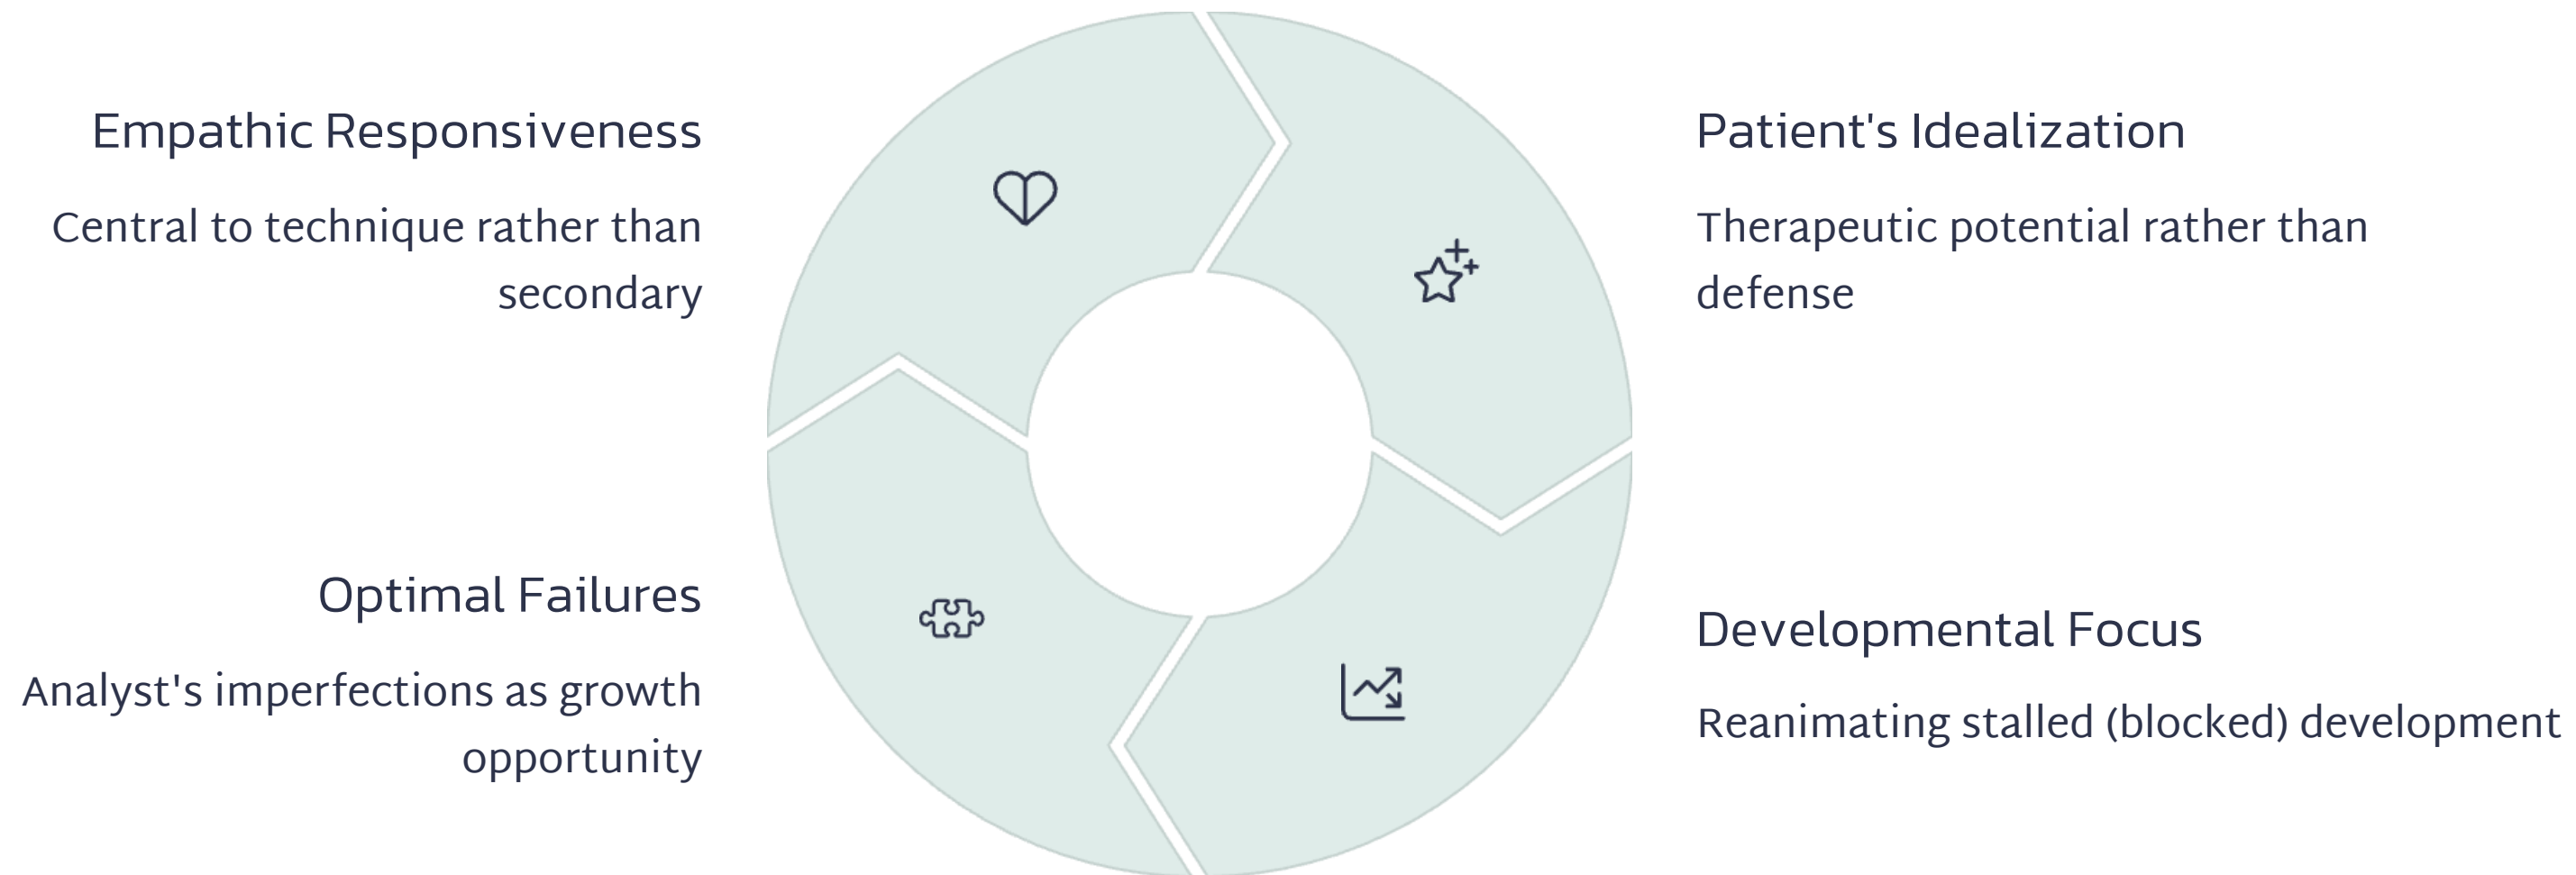 Empathic Responsiveness
Central to technique rather than
secondary
Patient's Idealization
Therapeutic potential rather than
defense
Optimal Failures
Analyst's imperfections as growth
opportunity
Developmental Focus
Reanimating stalled (blocked) development